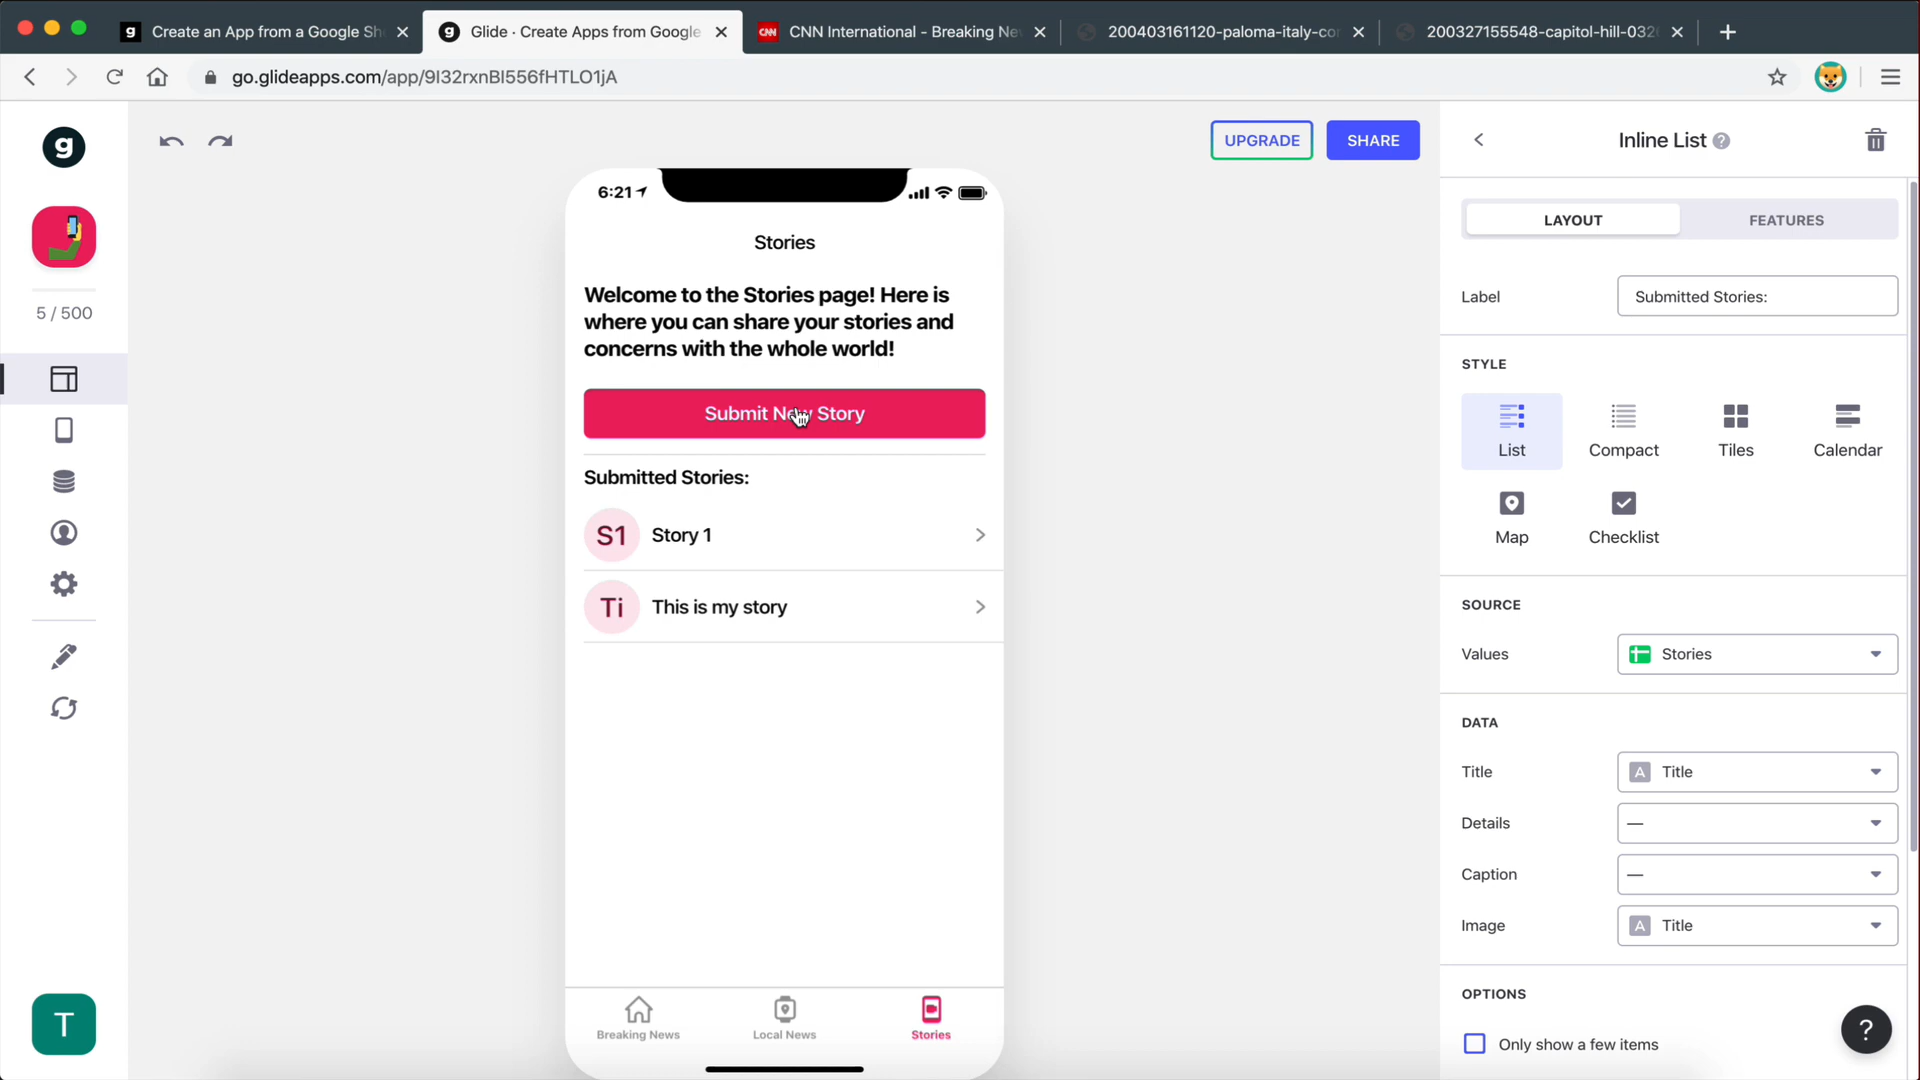 g Create an App from a Google Sh
g Glide · Create Apps from Google
CNN CNN International - Breaking Ne
200403161120-paloma-italy-cor
200327155548-capitol-hill-032
go.glideapps.com/app/9I32rxnBI556fHTLO1jA
g
UPGRADE
SHARE
Inline List ?
5 / 500
6:21
Stories
Welcome to the Stories page! Here is
where you can share your stories and
concerns with the whole world!
Submit New Story
Submitted Stories:
S1 Story 1
Ti This is my story
Breaking News
Local News
Stories
T
LAYOUT
FEATURES
Label
Submitted Stories:
STYLE
List
Compact
Tiles
Calendar
Map
Checklist
SOURCE
Values
Stories
DATA
Title
A Title
Details
—
Caption
—
Image
A Title
OPTIONS
Only show a few items
?